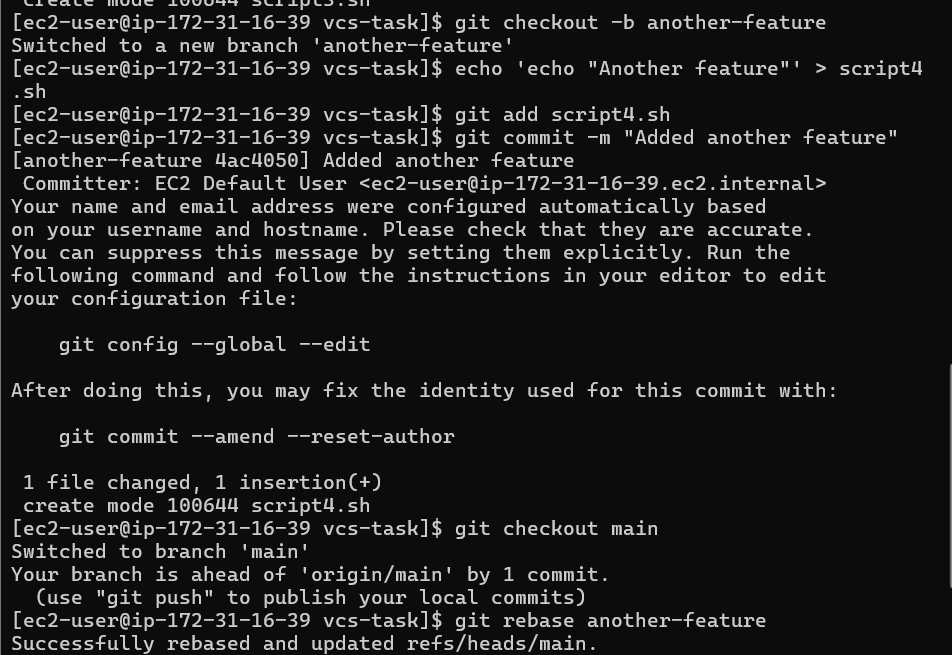 create mode 100644 script3.sh
[ec2-user@ip-172-31-16-39 vcs-task]$ git checkout -b another-feature
Switched to a new branch 'another-feature'
[ec2-user@ip-172-31-16-39 vcs-task]$ echo 'echo "Another feature"' > script4
.sh
[ec2-user@ip-172-31-16-39 vcs-task]$ git add script4.sh
[ec2-user@ip-172-31-16-39 vcs-task]$ git commit -m "Added another feature"
[another-feature 4ac4050] Added another feature
 Committer: EC2 Default User <ec2-user@ip-172-31-16-39.ec2.internal>
Your name and email address were configured automatically based
on your username and hostname. Please check that they are accurate.
You can suppress this message by setting them explicitly. Run the
following command and follow the instructions in your editor to edit
your configuration file:

    git config --global --edit

After doing this, you may fix the identity used for this commit with:

    git commit --amend --reset-author

 1 file changed, 1 insertion(+)
 create mode 100644 script4.sh
[ec2-user@ip-172-31-16-39 vcs-task]$ git checkout main
Switched to branch 'main'
Your branch is ahead of 'origin/main' by 1 commit.
  (use "git push" to publish your local commits)
[ec2-user@ip-172-31-16-39 vcs-task]$ git rebase another-feature
Successfully rebased and updated refs/heads/main.